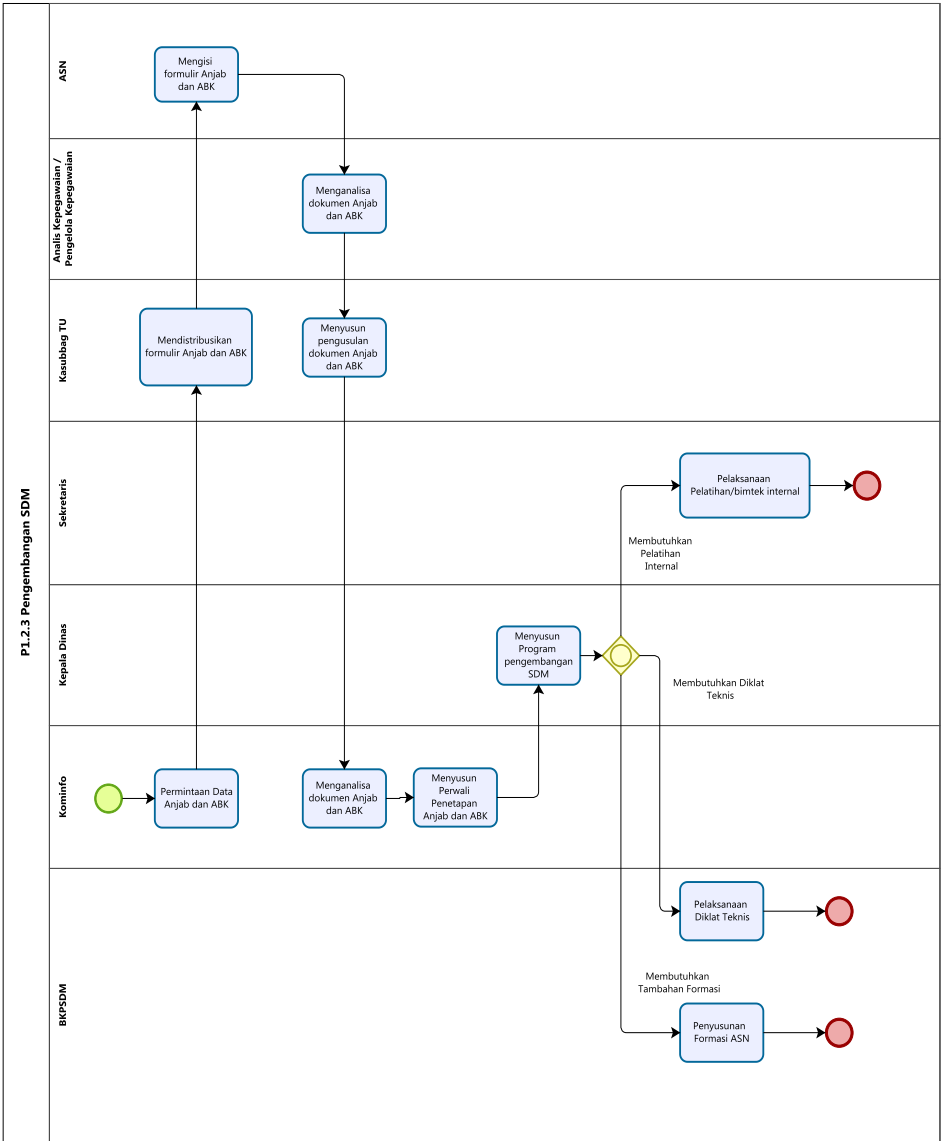 P1.2.3 Pengembangan SDM
ASN
Mengisi
formulir Anjab
dan ABK
Analis Kepegawaian /
Pengelola Kepegawaian
Menganalisa
dokumen Anjab
dan ABK
Kasubbag TU
Mendistribusikan
formulir Anjab dan ABK
Menyusun
pengusulan
dokumen Anjab
dan ABK
Sekretaris
Pelaksanaan
Pelatihan/bimtek internal
Membutuhkan
Pelatihan
Internal
Kepala Dinas
Menyusun
Program
pengembangan
SDM
Membutuhkan Diklat
Teknis
Kominfo
Permintaan Data
Anjab dan ABK
Menganalisa
dokumen Anjab
dan ABK
Menyusun
Perwali
Penetapan
Anjab dan ABK
BKPSDM
Pelaksanaan
Diklat Teknis
Membutuhkan
Tambahan Formasi
Penyusunan
Formasi ASN